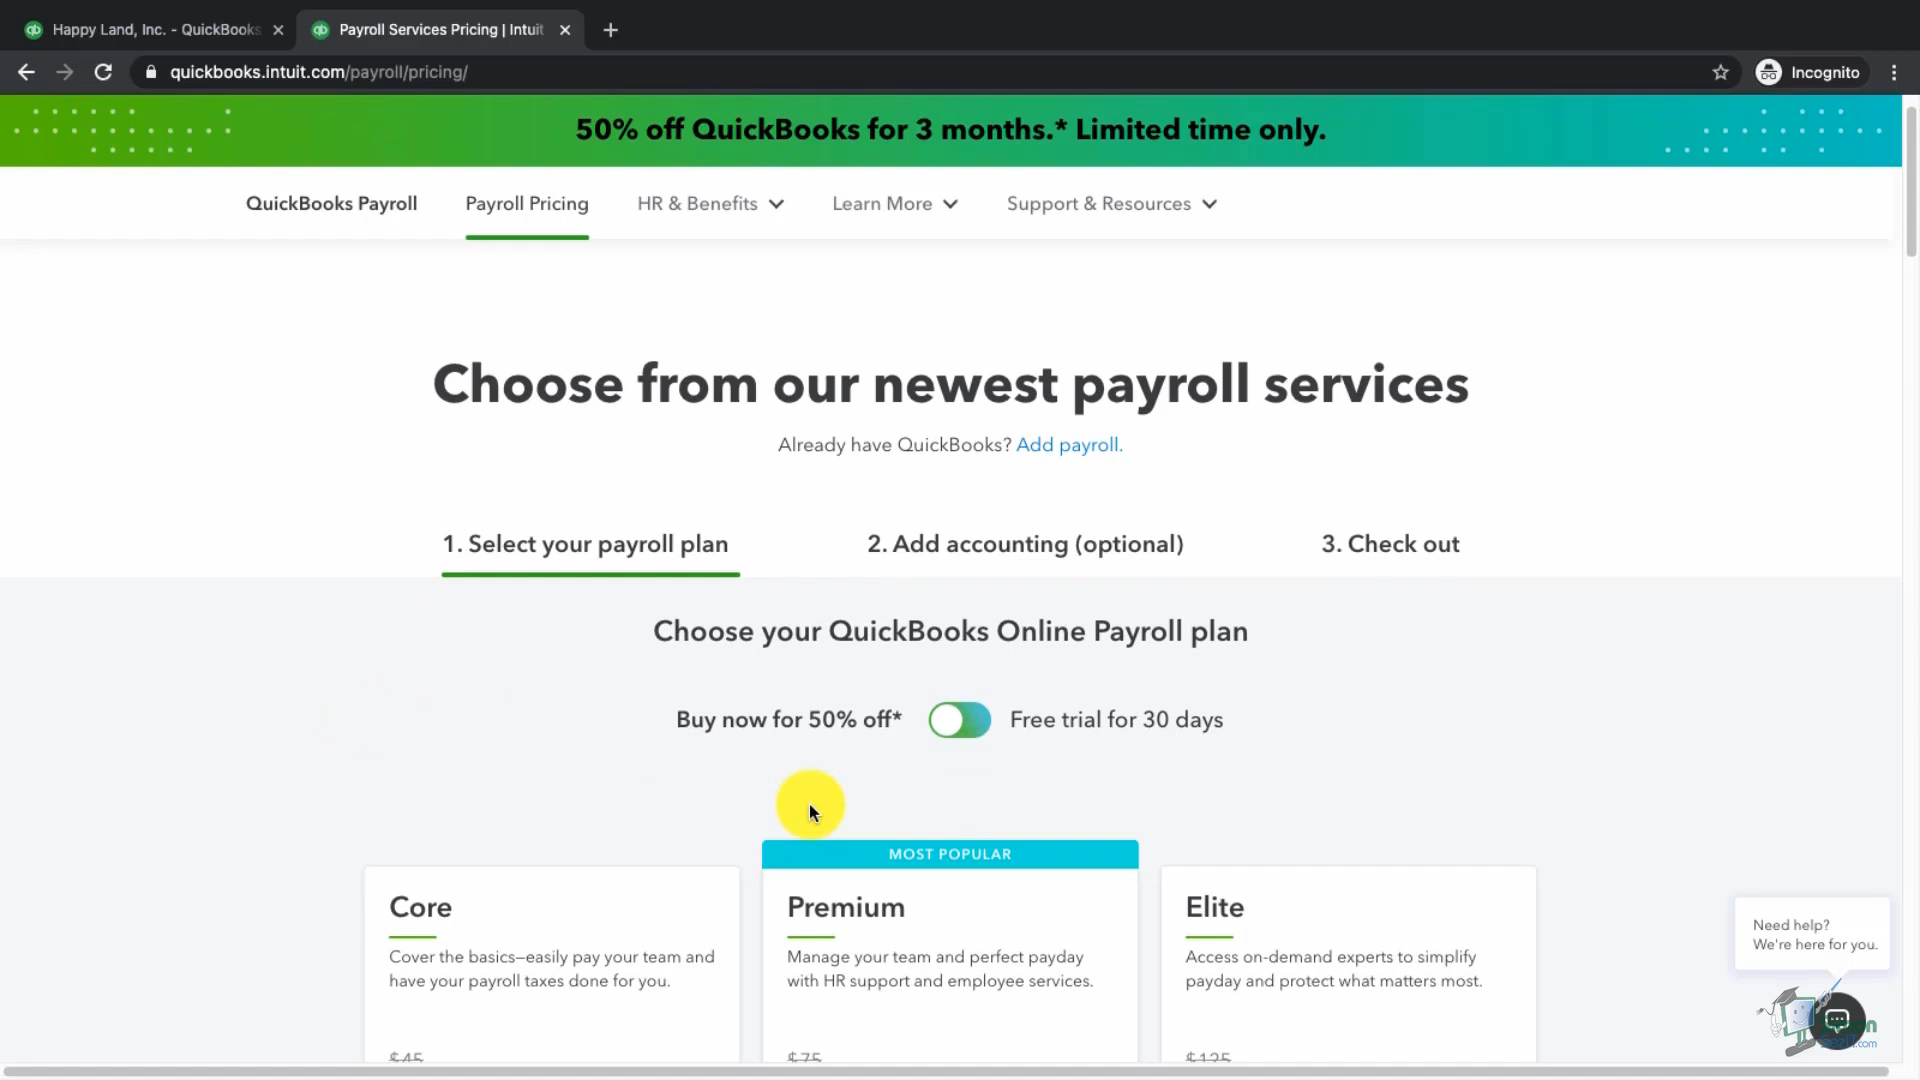 Happy Land, Inc. - QuickBooks
Payroll Services Pricing | Intuit
quickbooks.intuit.com/payroll/pricing/
Incognito
50% off QuickBooks for 3 months.* Limited time only.
QuickBooks Payroll
Payroll Pricing
HR & Benefits
Learn More
Support & Resources
Choose from our newest payroll services
Already have QuickBooks? Add payroll.
1. Select your payroll plan
2. Add accounting (optional)
3. Check out
Choose your QuickBooks Online Payroll plan
Buy now for 50% off*
Free trial for 30 days
MOST POPULAR
Core
Cover the basics—easily pay your team and
have your payroll taxes done for you.
$45
Premium
Manage your team and perfect payday
with HR support and employee services.
$75
Elite
Access on-demand experts to simplify
payday and protect what matters most.
$125
Need help?
We're here for you.